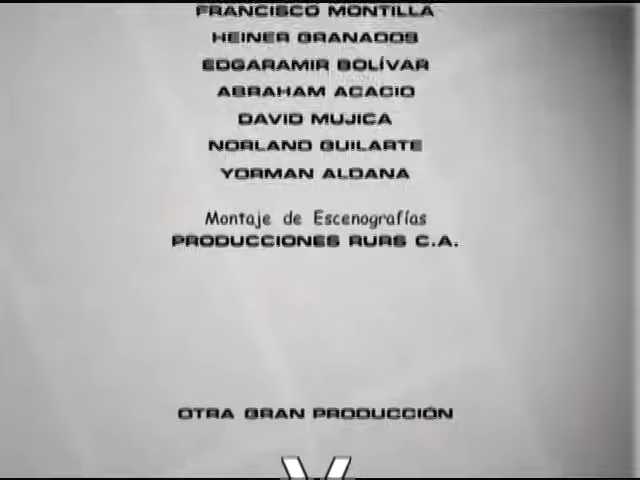 FRANCISCO MONTILLA
HEINER GRANADOS
EDGARAMIR BOLÍVAR
ABRAHAM ACACIO
DAVID MUJICA
NORLAND GUILARTE
YORMAN ALDANA
Montaje de Escenografías
PRODUCCIONES RURS C.A.
OTRA GRAN PRODUCCIÓN